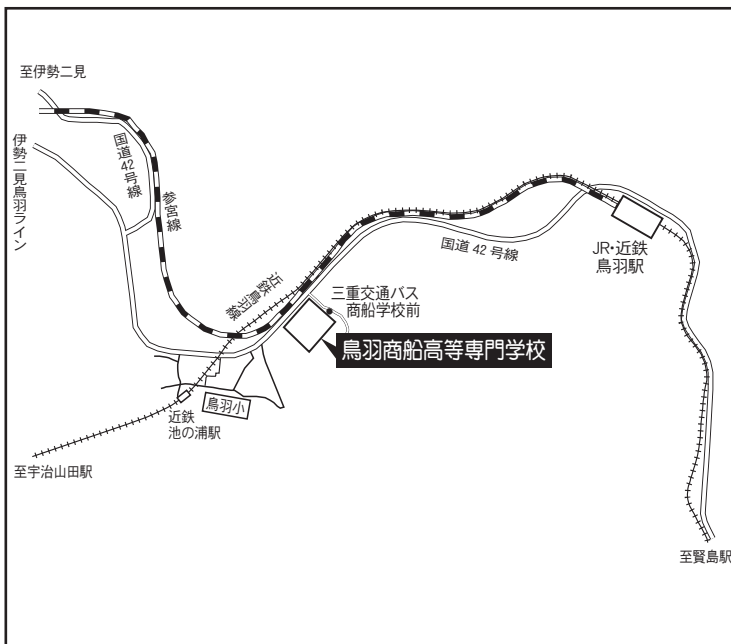 至伊勢二見
伊勢二見鳥羽ライン
国道42号線
参宮線
近鉄鳥羽線
国道 42 号線
JR・近鉄
鳥羽駅
三重交通バス
商船学校前
鳥羽商船高等専門学校
鳥羽小
近鉄
池の浦駅
至宇治山田駅
至賢島駅